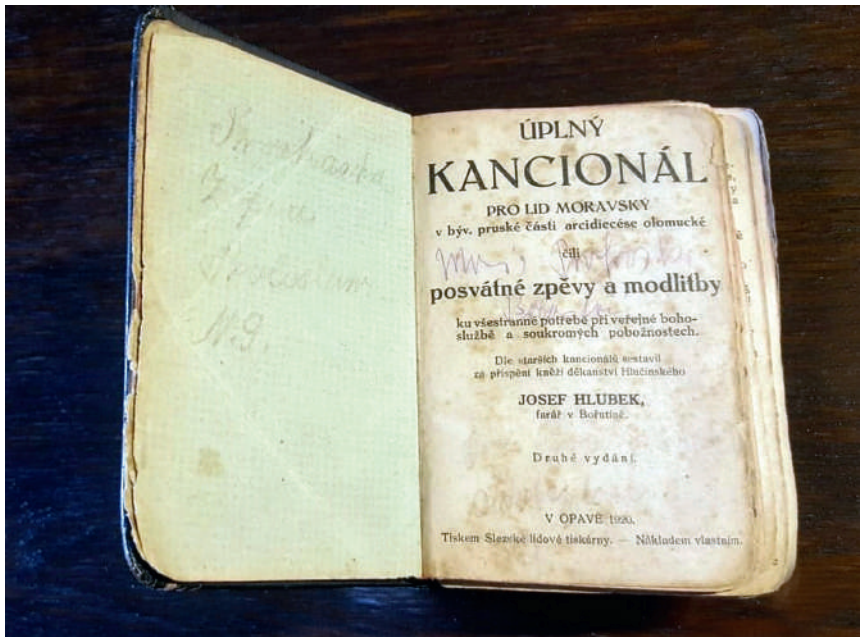 ÚPLNÝ
KANCIONÁL
PRO LID MORAVSKÝ
v býv. pruské části arcidiecése olomucké
čili
posvátné zpěvy a modlitby
ku všestranné potřebě při veřejné boho-
službě a soukromých pobožnostech.
Dle starších kancionálů sestavil
za přispění kněží děkanství Hlučínského
JOSEF HLUBEK,
farář v Bořutíně.
Druhé vydání.
V OPAVĚ 1920.
Tiskem Slezské lidové tiskárny. — Nákladem vlastním.